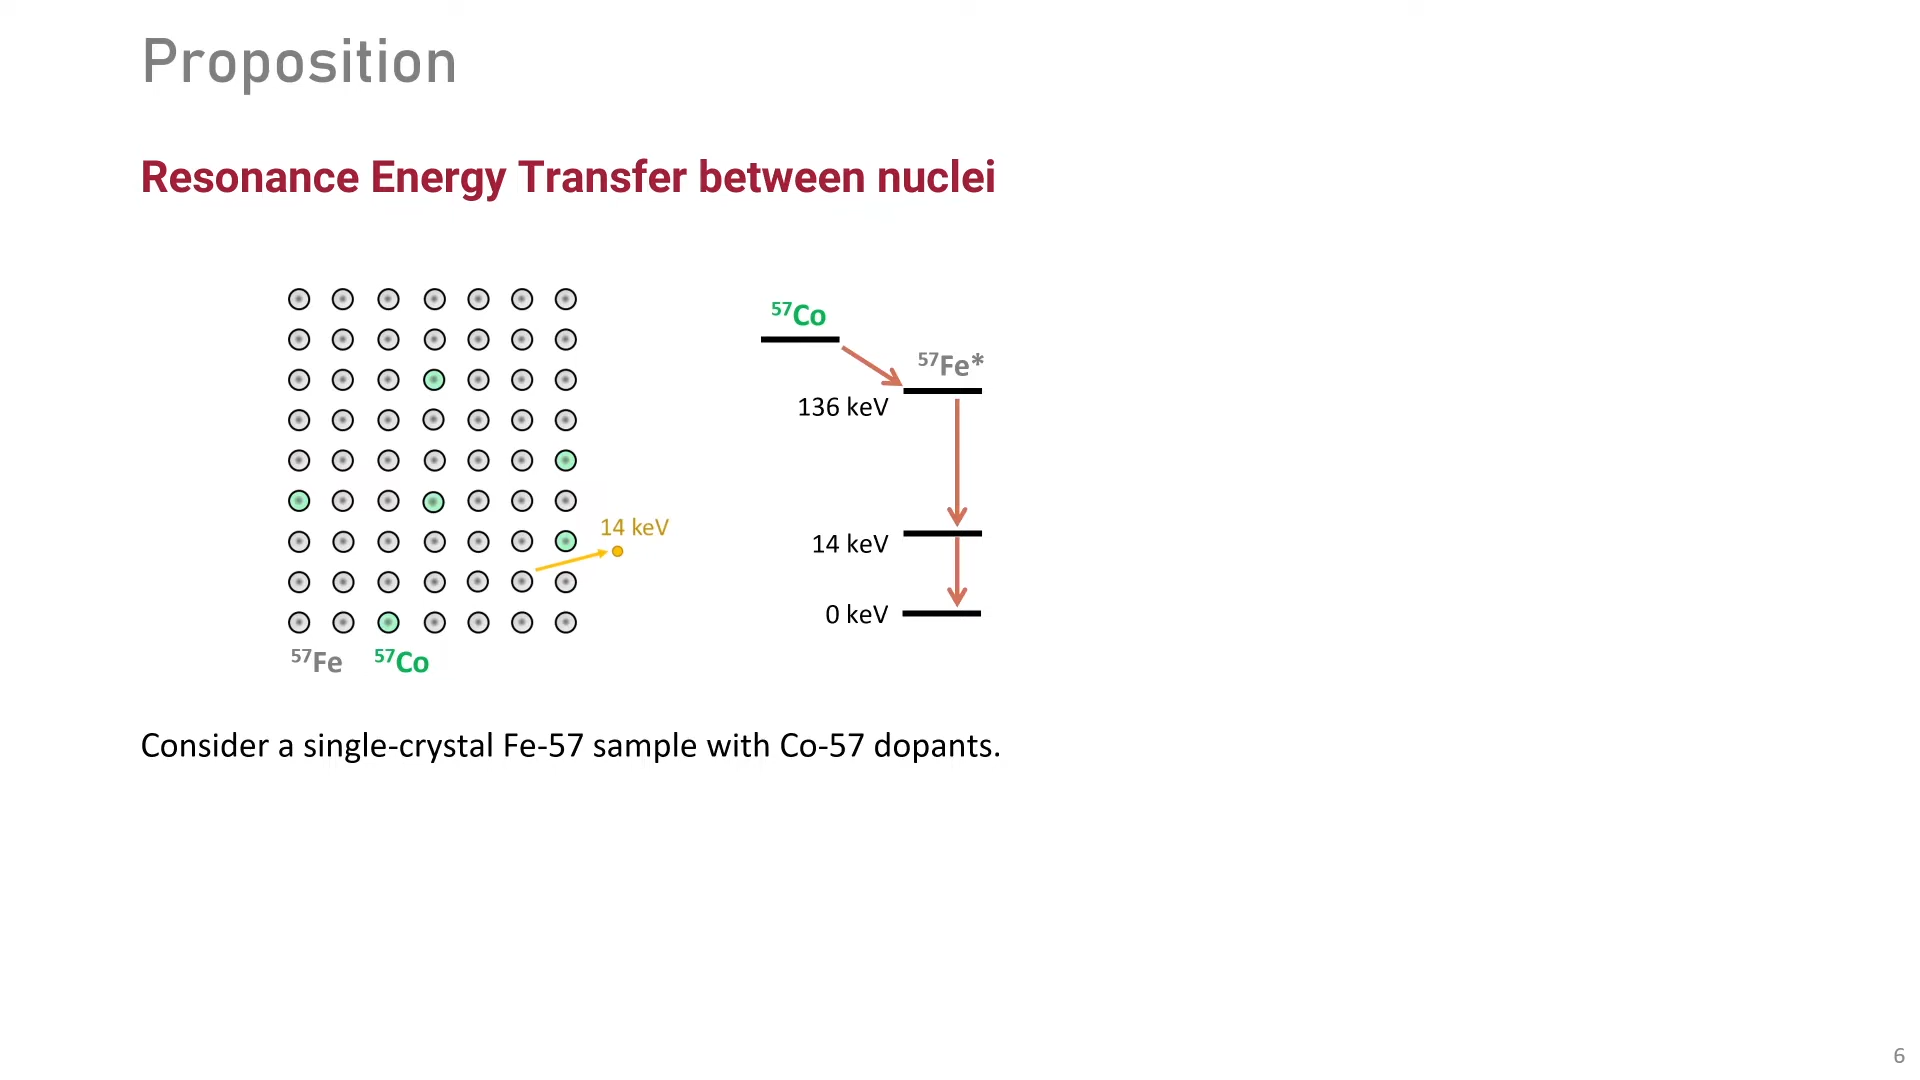 Proposition
Resonance Energy Transfer between nuclei
⁵⁷Co
⁵⁷Fe*
136 keV
14 keV
14 keV
0 keV
⁵⁷Fe ⁵⁷Co
Consider a single-crystal Fe-57 sample with Co-57 dopants.
6